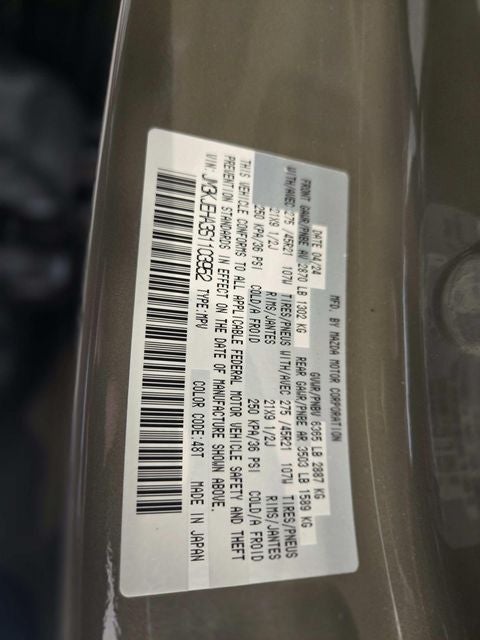 MFD. BY MAZDA MOTOR CORPORATION
DATE 04/24 GVWR/PNBV 6365 LB 2887 KG
FRONT GAWR/PNBE AV 2870 LB 1302 KG REAR GAWR/PNBE AR 3503 LB 1589 KG
WITH/AVEC 275 /45R21 107W TIRES/PNEUS WITH/AVEC 275 /45R21 107W TIRES/PNEUS
21X9 1/2J RIMS/JANTES 21X9 1/2J RIMS/JANTES
250 KPA/36 PSI COLD/A FROID 250 KPA/36 PSI COLD/A FROID
THIS VEHICLE CONFORMS TO ALL APPLICABLE FEDERAL MOTOR VEHICLE SAFETY AND THEFT
PREVENTION STANDARDS IN EFFECT ON THE DATE OF MANUFACTURE SHOWN ABOVE.
VIN: JM3KJEHA3S1103952 TYPE:MPV COLOR CODE:48T MADE IN JAPAN